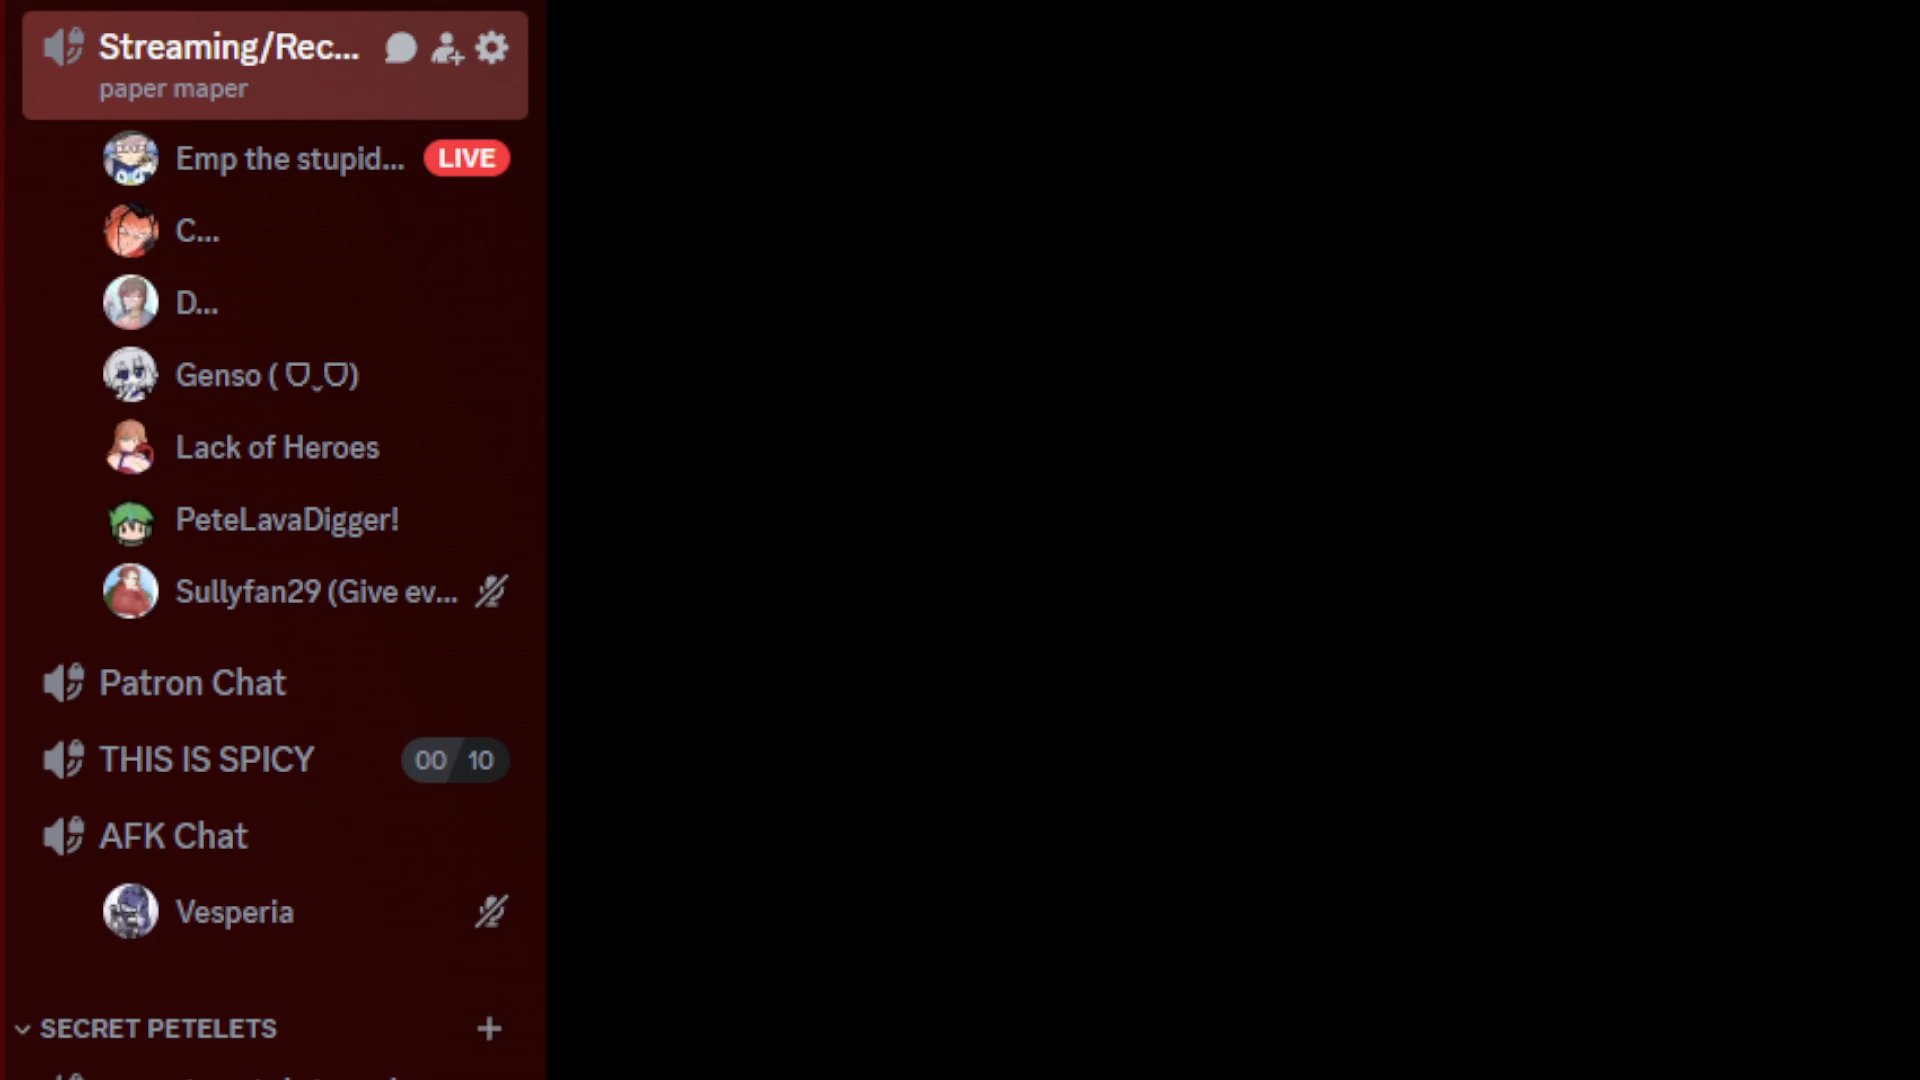 Streaming/Rec...
paper maper
Emp the stupid... LIVE
C...
D...
Genso ( ᗜ‿ᗜ)
Lack of Heroes
PeteLavaDigger!
Sullyfan29 (Give ev...
Patron Chat
THIS IS SPICY 00 10
AFK Chat
Vesperia
SECRET PETELETS